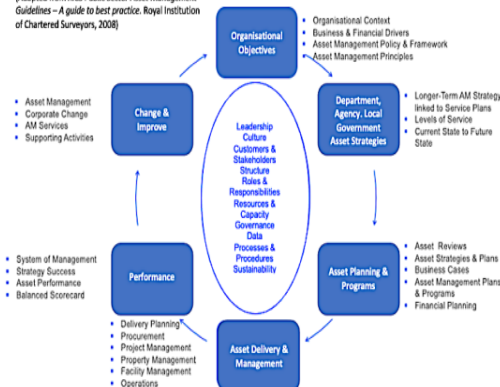 Guidelines – A guide to best practice. Royal Institution
of Chartered Surveyors, 2008)
Organisational
Objectives
Organisational Context
Business & Financial Drivers
Asset Management Policy & Framework
Asset Management Principles
Department,
Agency. Local
Government
Asset Strategies
Longer-Term AM Strategy
linked to Service Plans
Levels of Service
Current State to Future
State
Asset Planning &
Programs
Asset Reviews
Asset Strategies & Plans
Business Cases
Asset Management Plans
& Programs
Financial Planning
Asset Delivery &
Management
Delivery Planning
Procurement
Project Management
Property Management
Facility Management
Operations
Performance
System of Management
Strategy Success
Asset Performance
Balanced Scorecard
Change &
Improve
Asset Management
Corporate Change
AM Services
Supporting Activities
Leadership
Culture
Customers &
Stakeholders
Structure
Roles &
Responsibilities
Resources &
Capacity
Governance
Data
Processes &
Procedures
Sustainability